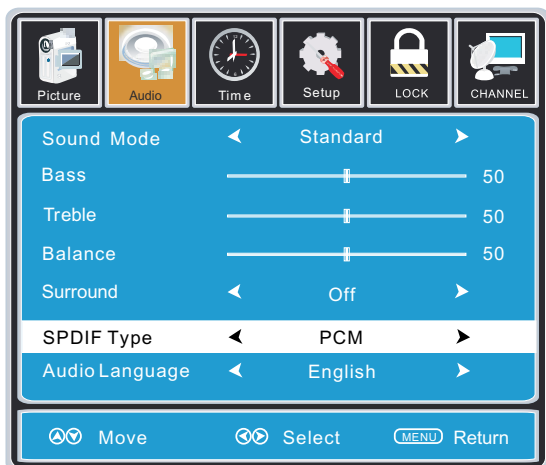 Picture Audio Time Setup LOCK CHANNEL
Sound Mode Standard
Bass 50
Treble 50
Balance 50
Surround Off
SPDIF Type PCM
Audio Language English
Move Select MENU Return